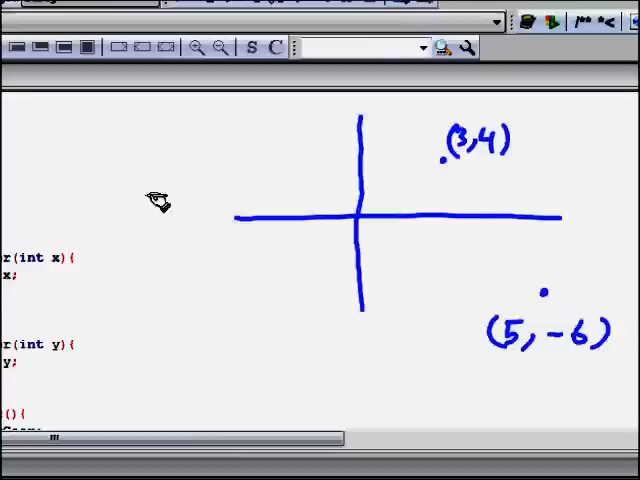 S C
/** *<
(3,4)
r(int x){
x;
(5,-6)
r(int y){
y;
(){